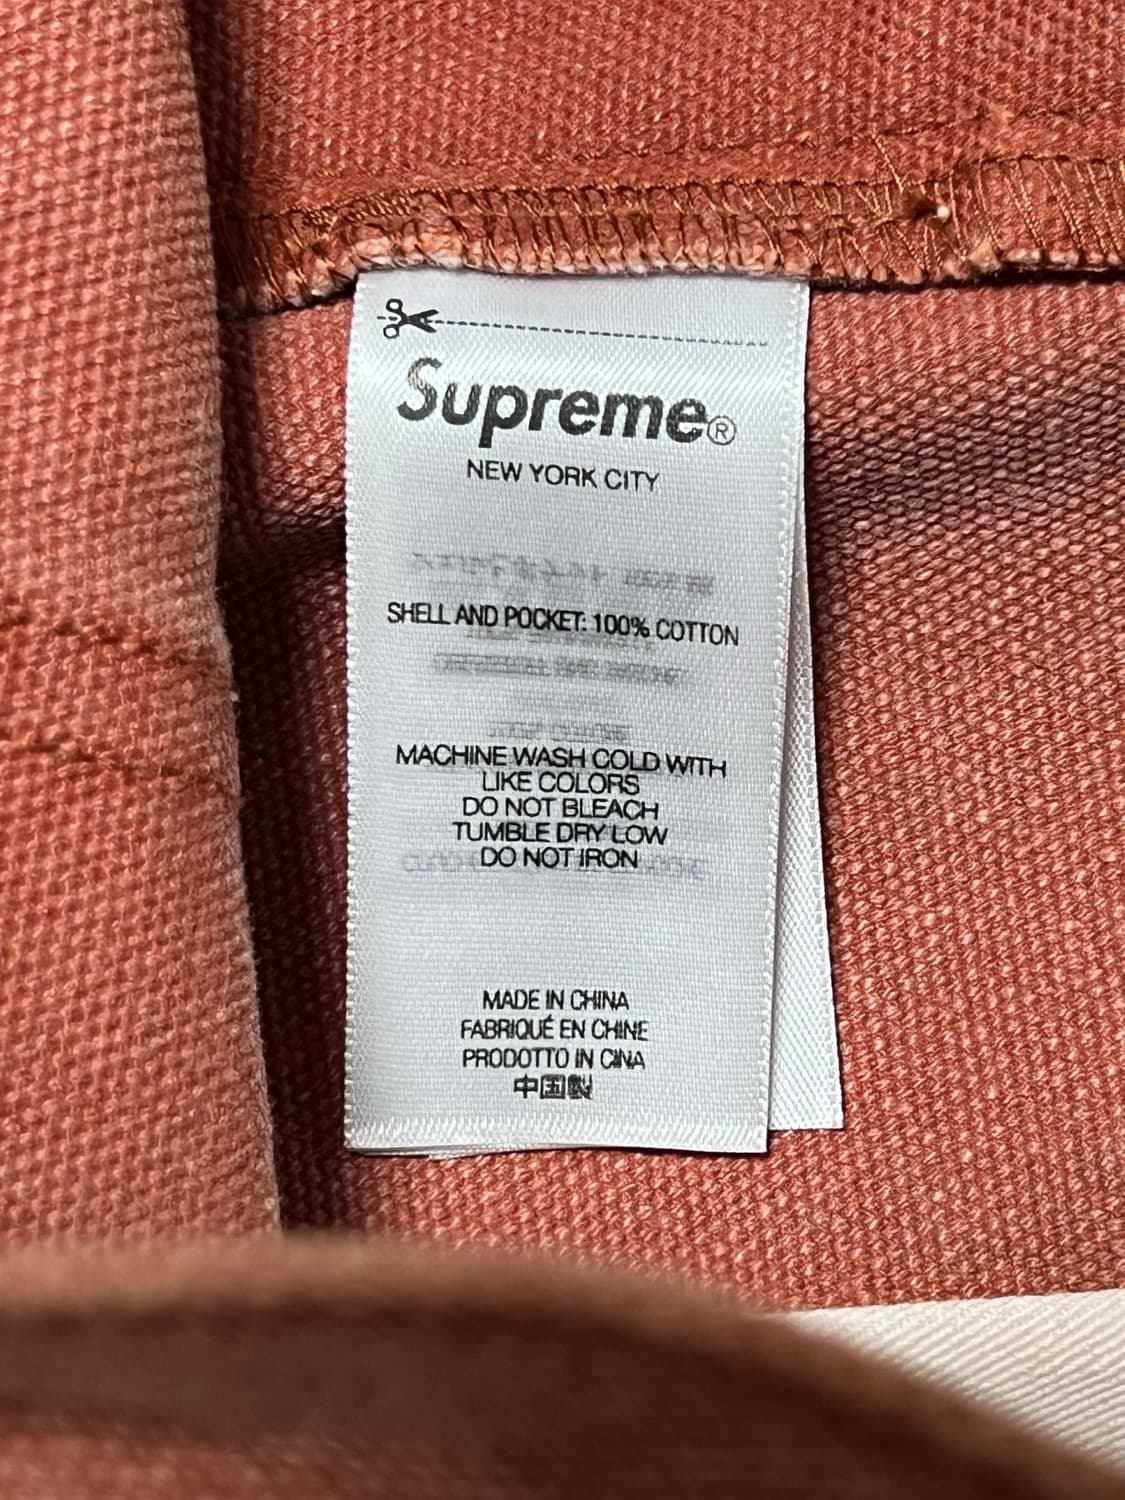 Supreme®
NEW YORK CITY
SHELL AND POCKET: 100% COTTON
MACHINE WASH COLD WITH
LIKE COLORS
DO NOT BLEACH
TUMBLE DRY LOW
DO NOT IRON
MADE IN CHINA
FABRIQUÉ EN CHINE
PRODOTTO IN CINA
中国製